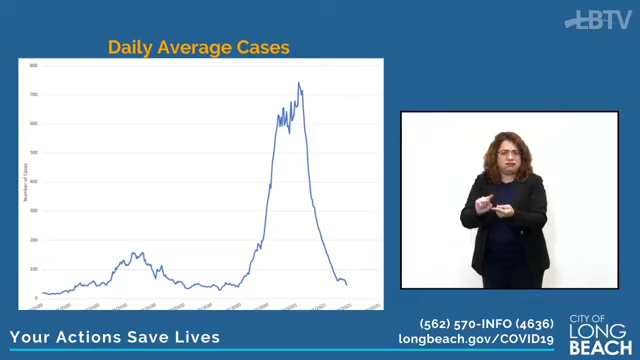 LBTV
Daily Average Cases
800
700
600
500
400
300
200
100
0
Number of Cases
Your Actions Save Lives
(562) 570-INFO (4636)
longbeach.gov/COVID19
CITY OF
LONG
BEACH